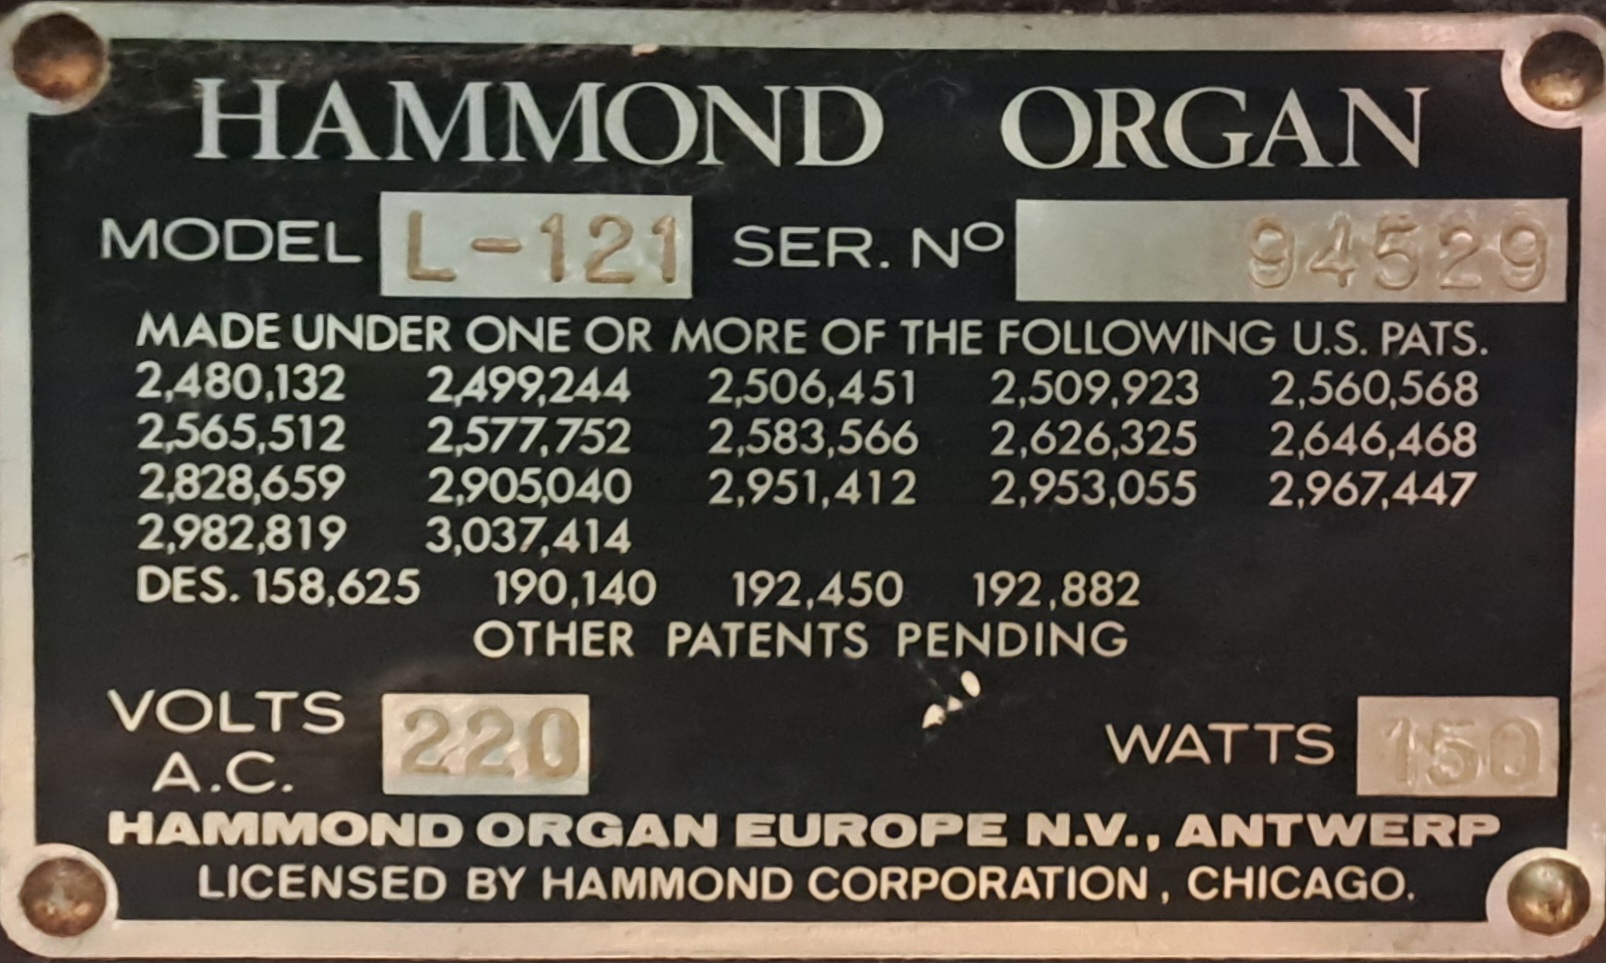 HAMMOND ORGAN
MODEL L-121 SER. Nº 94529
MADE UNDER ONE OR MORE OF THE FOLLOWING U.S. PATS.
2,480,132 2,499,244 2,506,451 2,509,923 2,560,568
2,565,512 2,577,752 2,583,566 2,626,325 2,646,468
2,828,659 2,905,040 2,951,412 2,953,055 2,967,447
2,982,819 3,037,414
DES. 158,625 190,140 192,450 192,882
OTHER PATENTS PENDING
VOLTS A.C. 220 WATTS 150
HAMMOND ORGAN EUROPE N.V., ANTWERP
LICENSED BY HAMMOND CORPORATION, CHICAGO.